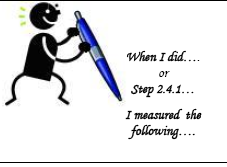 When I did….
or
Step 2.4.1…
I measured the
following….